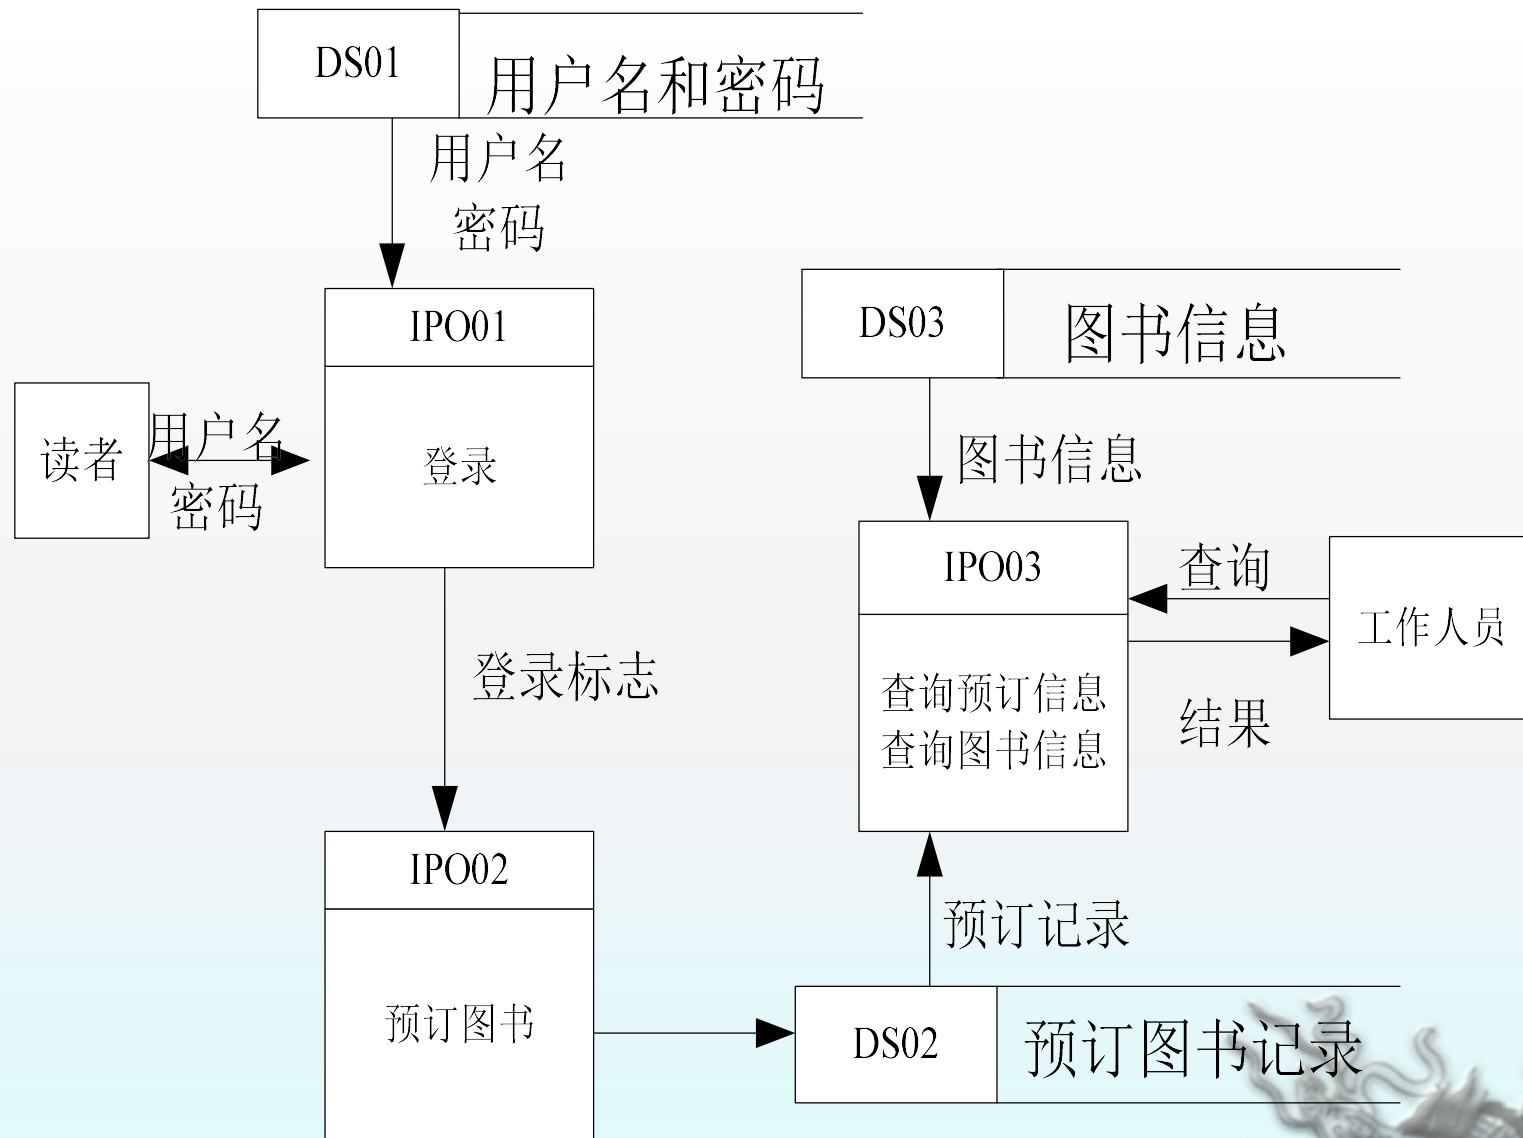 DS01
用户名和密码
用户名
密码
IPO01
登录
读者
用户名
密码
DS03
图书信息
图书信息
IPO03
查询预订信息
查询图书信息
查询
工作人员
结果
登录标志
IPO02
预订图书
预订记录
DS02
预订图书记录